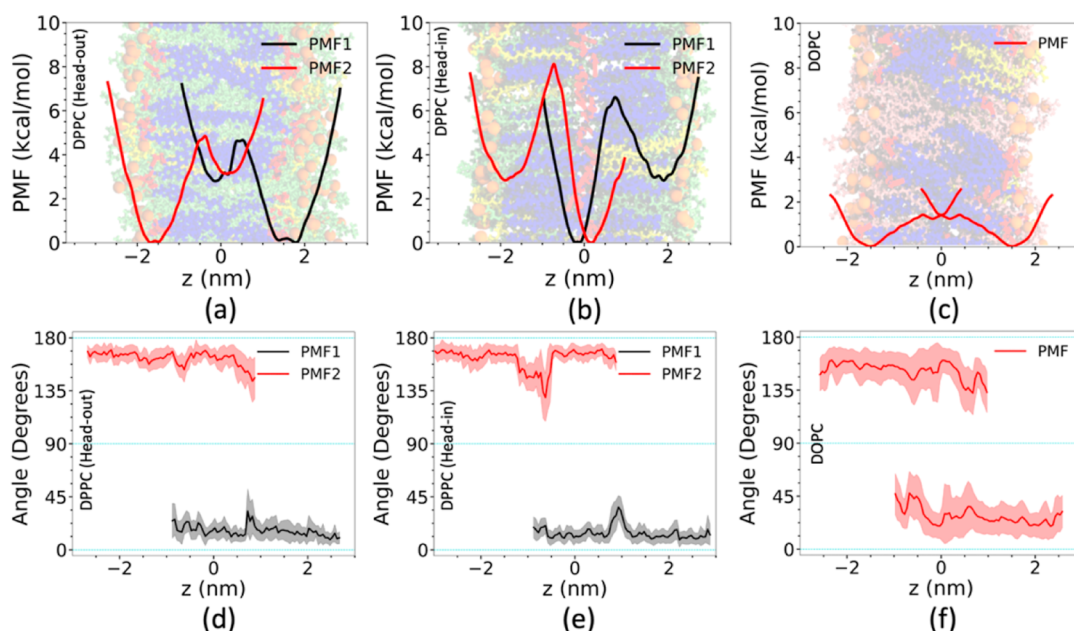 10
8
6
4
2
0
PMF (kcal/mol)
DPPC (Head-out)
PMF1
PMF2
−2
0
2
z (nm)
(a)
10
8
6
4
2
0
PMF (kcal/mol)
DPPC (Head-in)
PMF1
PMF2
−2
0
2
z (nm)
(b)
10
8
6
4
2
0
PMF (kcal/mol)
DOPC
PMF
−2
0
2
z (nm)
(c)
180
135
90
45
0
Angle (Degrees)
DPPC (Head-out)
PMF1
PMF2
−2
0
2
z (nm)
(d)
180
135
90
45
0
Angle (Degrees)
DPPC (Head-in)
PMF1
PMF2
−2
0
2
z (nm)
(e)
180
135
90
45
0
Angle (Degrees)
DOPC
PMF
−2
0
2
z (nm)
(f)